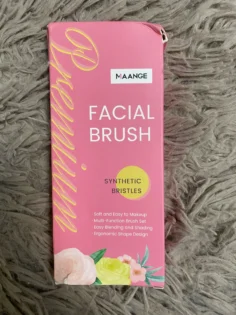 Premium
MAANGE
FACIAL
BRUSH
SYNTHETIC
BRISTLES
Soft and Easy to Makeup
Multi-Function Brush Set
Easy Blending And Shading
Ergonomic Shape Design